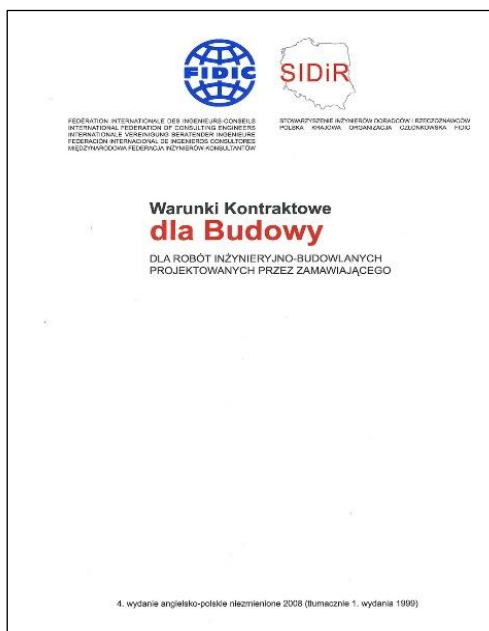 FIDIC
SIDiR
FÉDÉRATION INTERNATIONALE DES INGÉNIEURS-CONSEILS
INTERNATIONAL FEDERATION OF CONSULTING ENGINEERS
INTERNATIONALE VEREINIGUNG BERATENDER INGENIEURE
FEDERACIÓN INTERNACIONAL DE INGENIEROS CONSULTORES
MIĘDZYNARODOWA FEDERACJA INŻYNIERÓW KONSULTANTÓW
STOWARZYSZENIE INŻYNIERÓW DORADCÓW I RZECZOZNAWCÓW
POLSKA KRAJOWA ORGANIZACJA CZŁONKOWSKA FIDIC
Warunki Kontraktowe
dla Budowy
DLA ROBÓT INŻYNIERYJNO-BUDOWLANYCH
PROJEKTOWANYCH PRZEZ ZAMAWIAJĄCEGO
4. wydanie angielsko-polskie niezmienione 2008 (tłumacznie 1. wydania 1999)